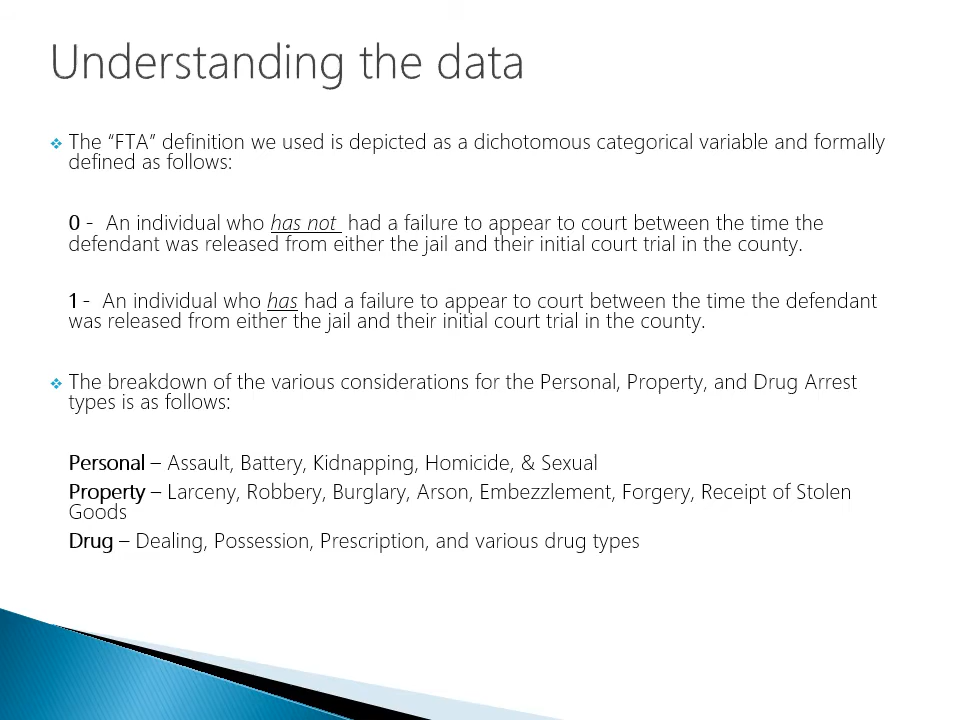 Understanding the data
❖ The “FTA” definition we used is depicted as a dichotomous categorical variable and formally
defined as follows:
0 - An individual who has not had a failure to appear to court between the time the
defendant was released from either the jail and their initial court trial in the county.
1 - An individual who has had a failure to appear to court between the time the defendant
was released from either the jail and their initial court trial in the county.
❖ The breakdown of the various considerations for the Personal, Property, and Drug Arrest
types is as follows:
Personal – Assault, Battery, Kidnapping, Homicide, & Sexual
Property – Larceny, Robbery, Burglary, Arson, Embezzlement, Forgery, Receipt of Stolen
Goods
Drug – Dealing, Possession, Prescription, and various drug types